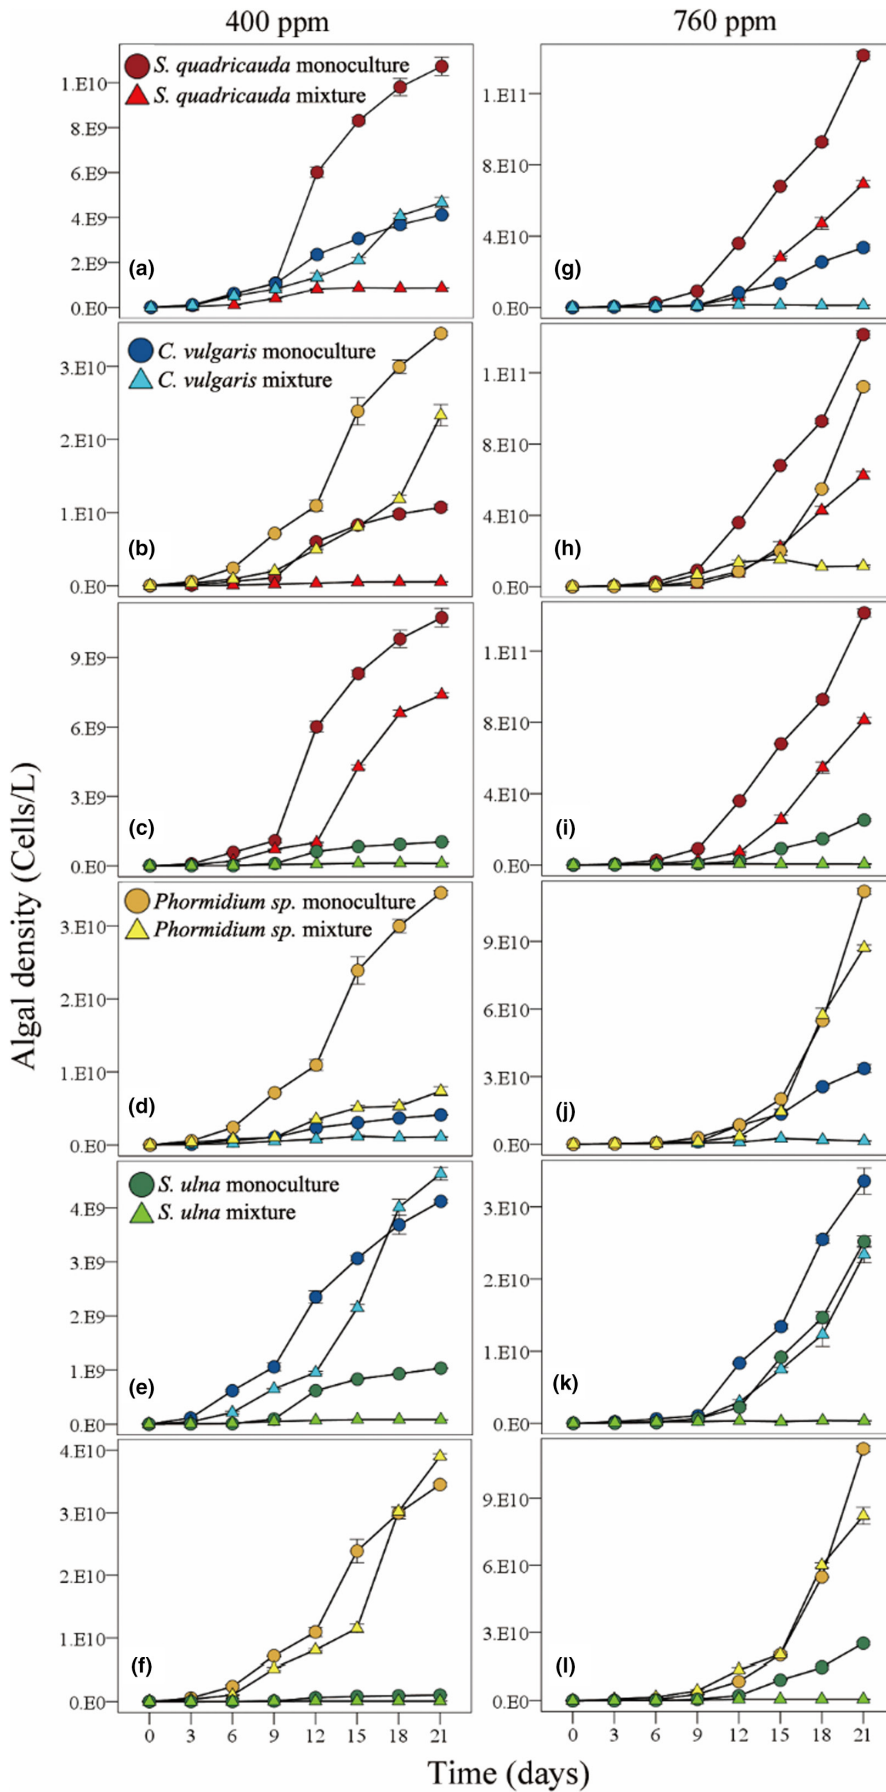 400 ppm 760 ppm
S. quadricauda monoculture
S. quadricauda mixture
1.E10
8.E9
6.E9
4.E9
2.E9
0.E0
(a)
1.E11
8.E10
4.E10
0.E0
(g)
C. vulgaris monoculture
C. vulgaris mixture
3.E10
2.E10
1.E10
0.E0
(b)
1.E11
8.E10
4.E10
0.E0
(h)
9.E9
6.E9
3.E9
0.E0
(c)
1.E11
8.E10
4.E10
0.E0
(i)
Algal density ((Cells/L)
Phormidium sp. monoculture
Phormidium sp. mixture
3.E10
2.E10
1.E10
0.E0
(d)
9.E10
6.E10
3.E10
0.E0
(j)
S. ulna monoculture
S. ulna mixture
4.E9
3.E9
2.E9
1.E9
0.E0
(e)
3.E10
2.E10
1.E10
0.E0
(k)
4.E10
3.E10
2.E10
1.E10
0.E0
(f)
9.E10
6.E10
3.E10
0.E0
(l)
0 3 6 9 12 15 18 21 0 3 6 9 12 15 18 21
Time (days)